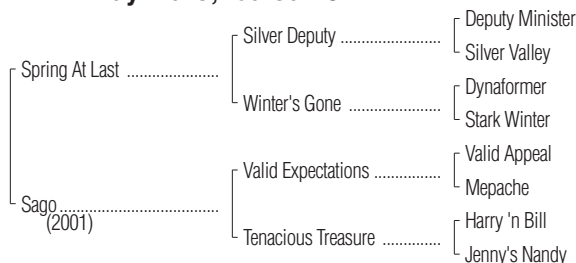 Deputy Minister
Silver Deputy ......................
Silver Valley
Spring At Last ....................
Dynaformer
Winter's Gone ....................
Stark Winter
Valid Appeal
Valid Expectations ..............
Mepache
Sago...................................
(2001)
Harry 'n Bill
Tenacious Treasure ............
Jenny's Nandy